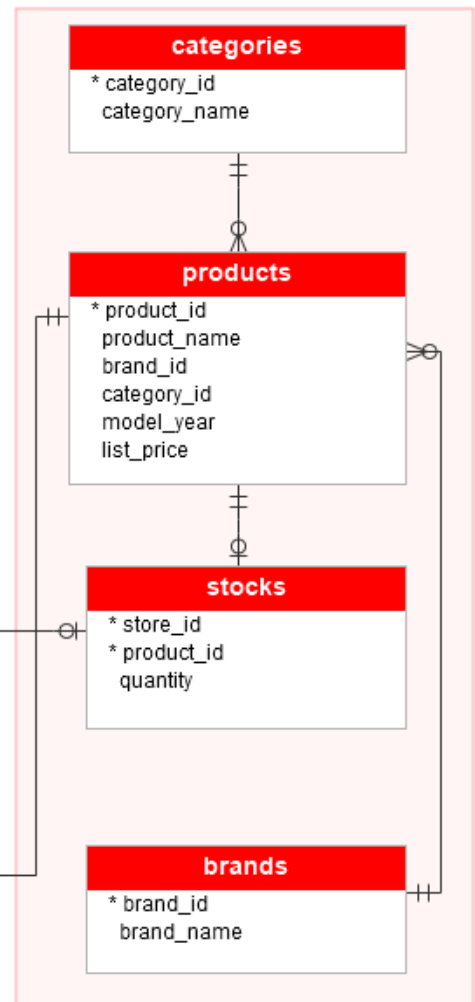 categories
* category_id
category_name
products
* product_id
product_name
brand_id
category_id
model_year
list_price
stocks
* store_id
* product_id
quantity
brands
* brand_id
brand_name